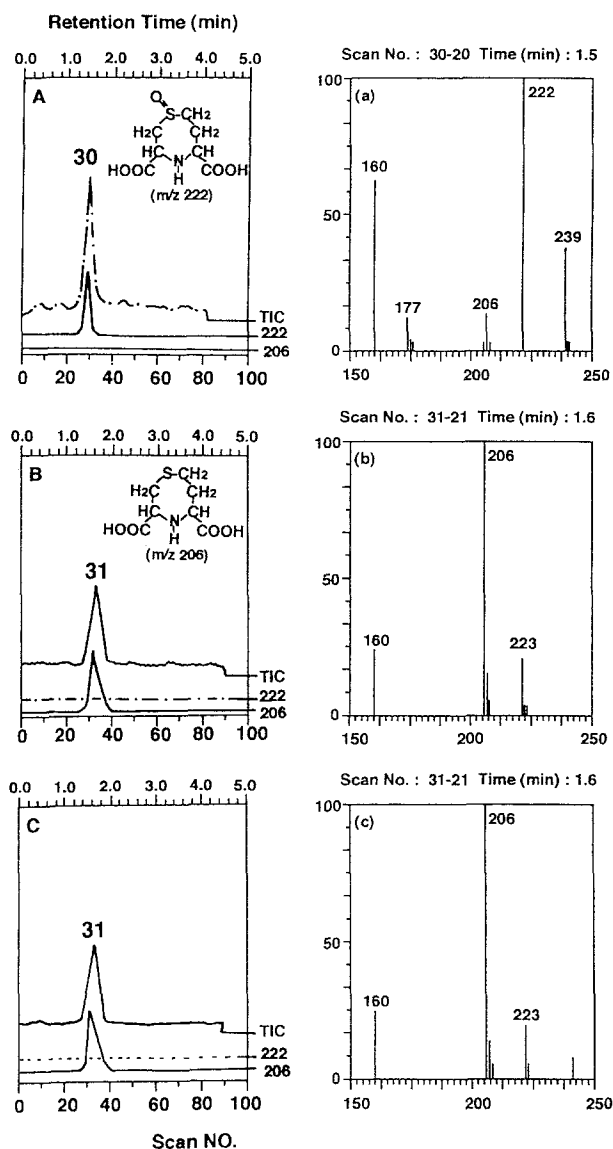 Retention Time (min)
0.0 1.0 2.0 3.0 4.0 5.0
A
O
S-CH2
H2C CH2
HC CH
HOOC N COOH
H
(m/z 222)
30
TIC
222
206
0 20 40 60 80 100
Scan No. : 30-20 Time (min) : 1.5
100
(a)
222
160
50
239
177
206
0
150 200 250
0.0 1.0 2.0 3.0 4.0 5.0
B
S-CH2
H2C CH2
HC CH
HOOC N COOH
H
(m/z 206)
31
TIC
222
206
0 20 40 60 80 100
Scan No. : 31-21 Time (min) : 1.6
100
(b)
206
50
160
223
0
150 200 250
0.0 1.0 2.0 3.0 4.0 5.0
C
31
TIC
222
206
0 20 40 60 80 100
Scan NO.
Scan No. : 31-21 Time (min) : 1.6
100
(c)
206
50
160
223
0
150 200 250